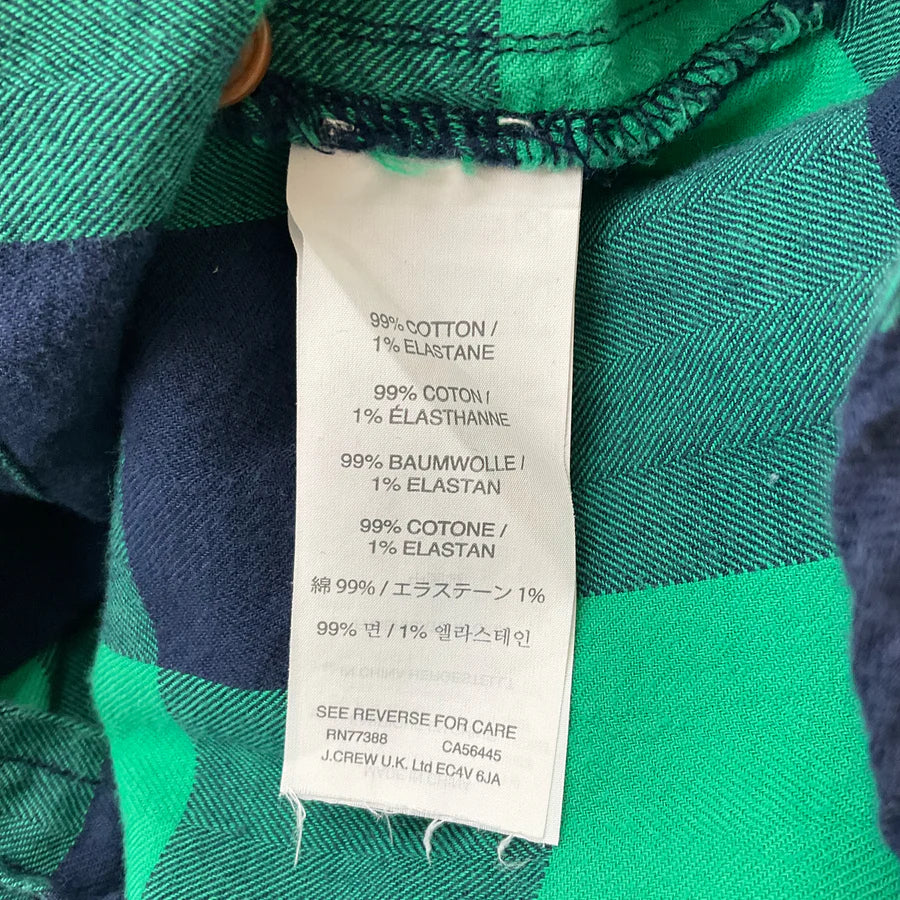 99% COTTON /
1% ELASTANE
99% COTON /
1% ÉLASTHANNE
99% BAUMWOLLE /
1% ELASTAN
99% COTONE /
1% ELASTAN
綿 99% / エラステーン 1%
99% 면 / 1% 엘라스테인
SEE REVERSE FOR CARE
RN77388 CA56445
J.CREW U.K. Ltd EC4V 6JA